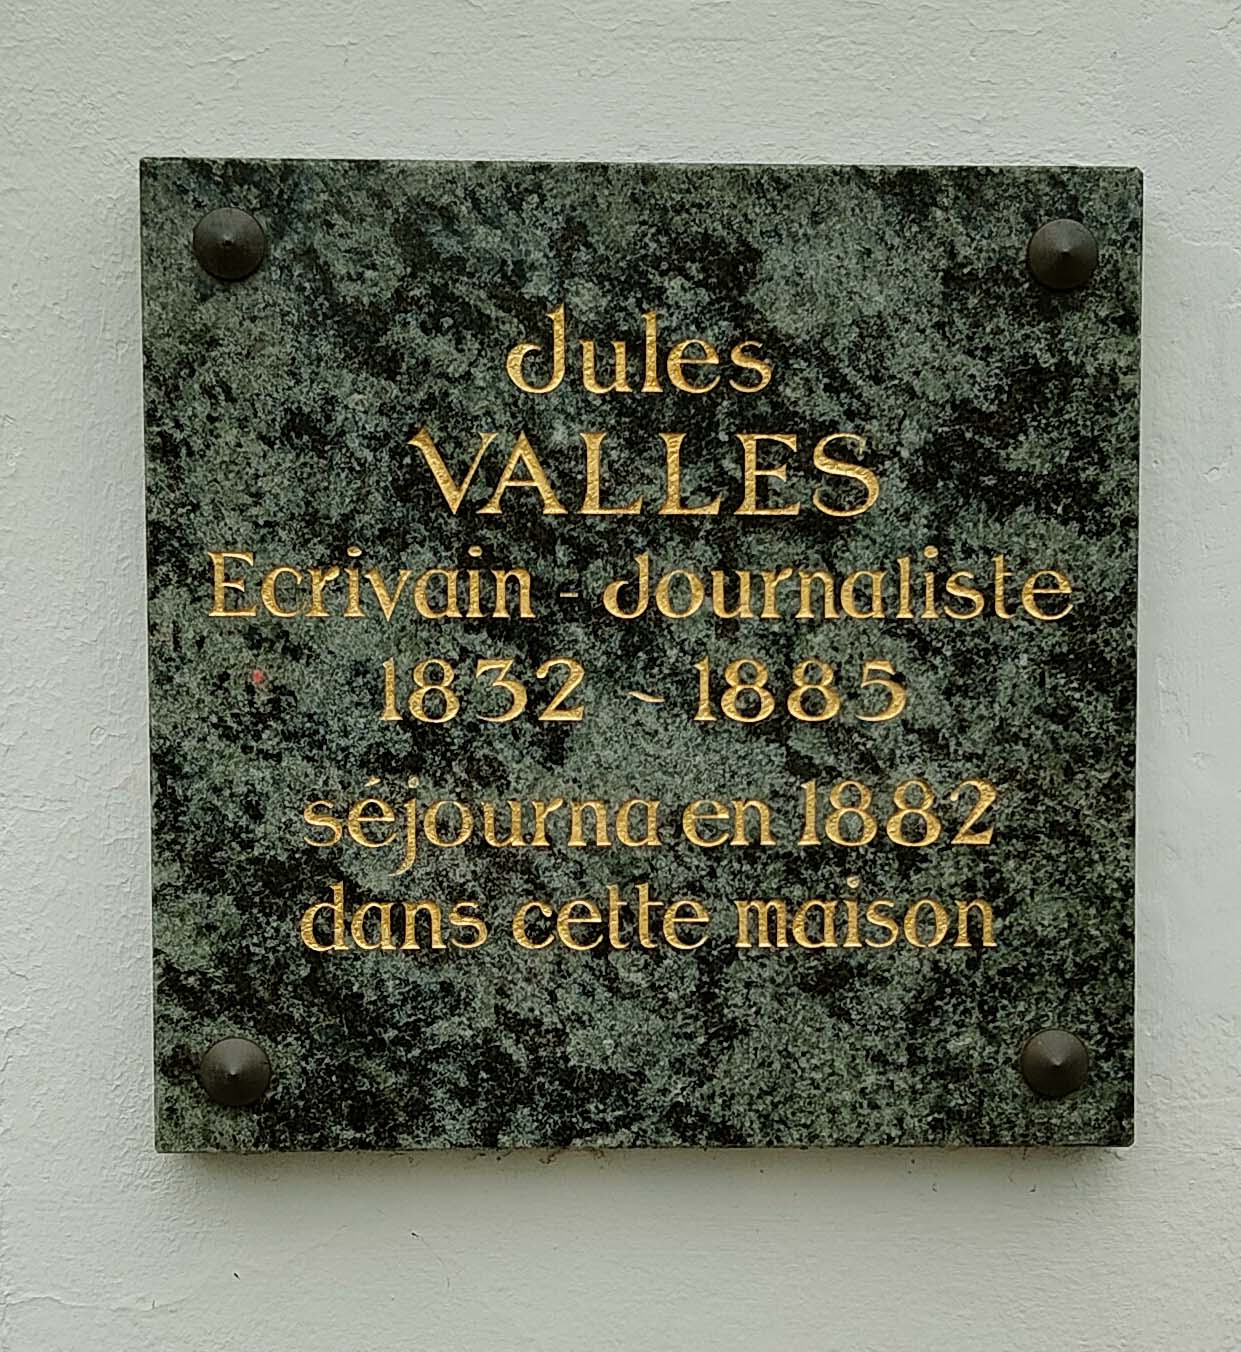 Jules
VALLES
Ecrivain - Journaliste
1832 ~ 1885
séjourna en 1882
dans cette maison